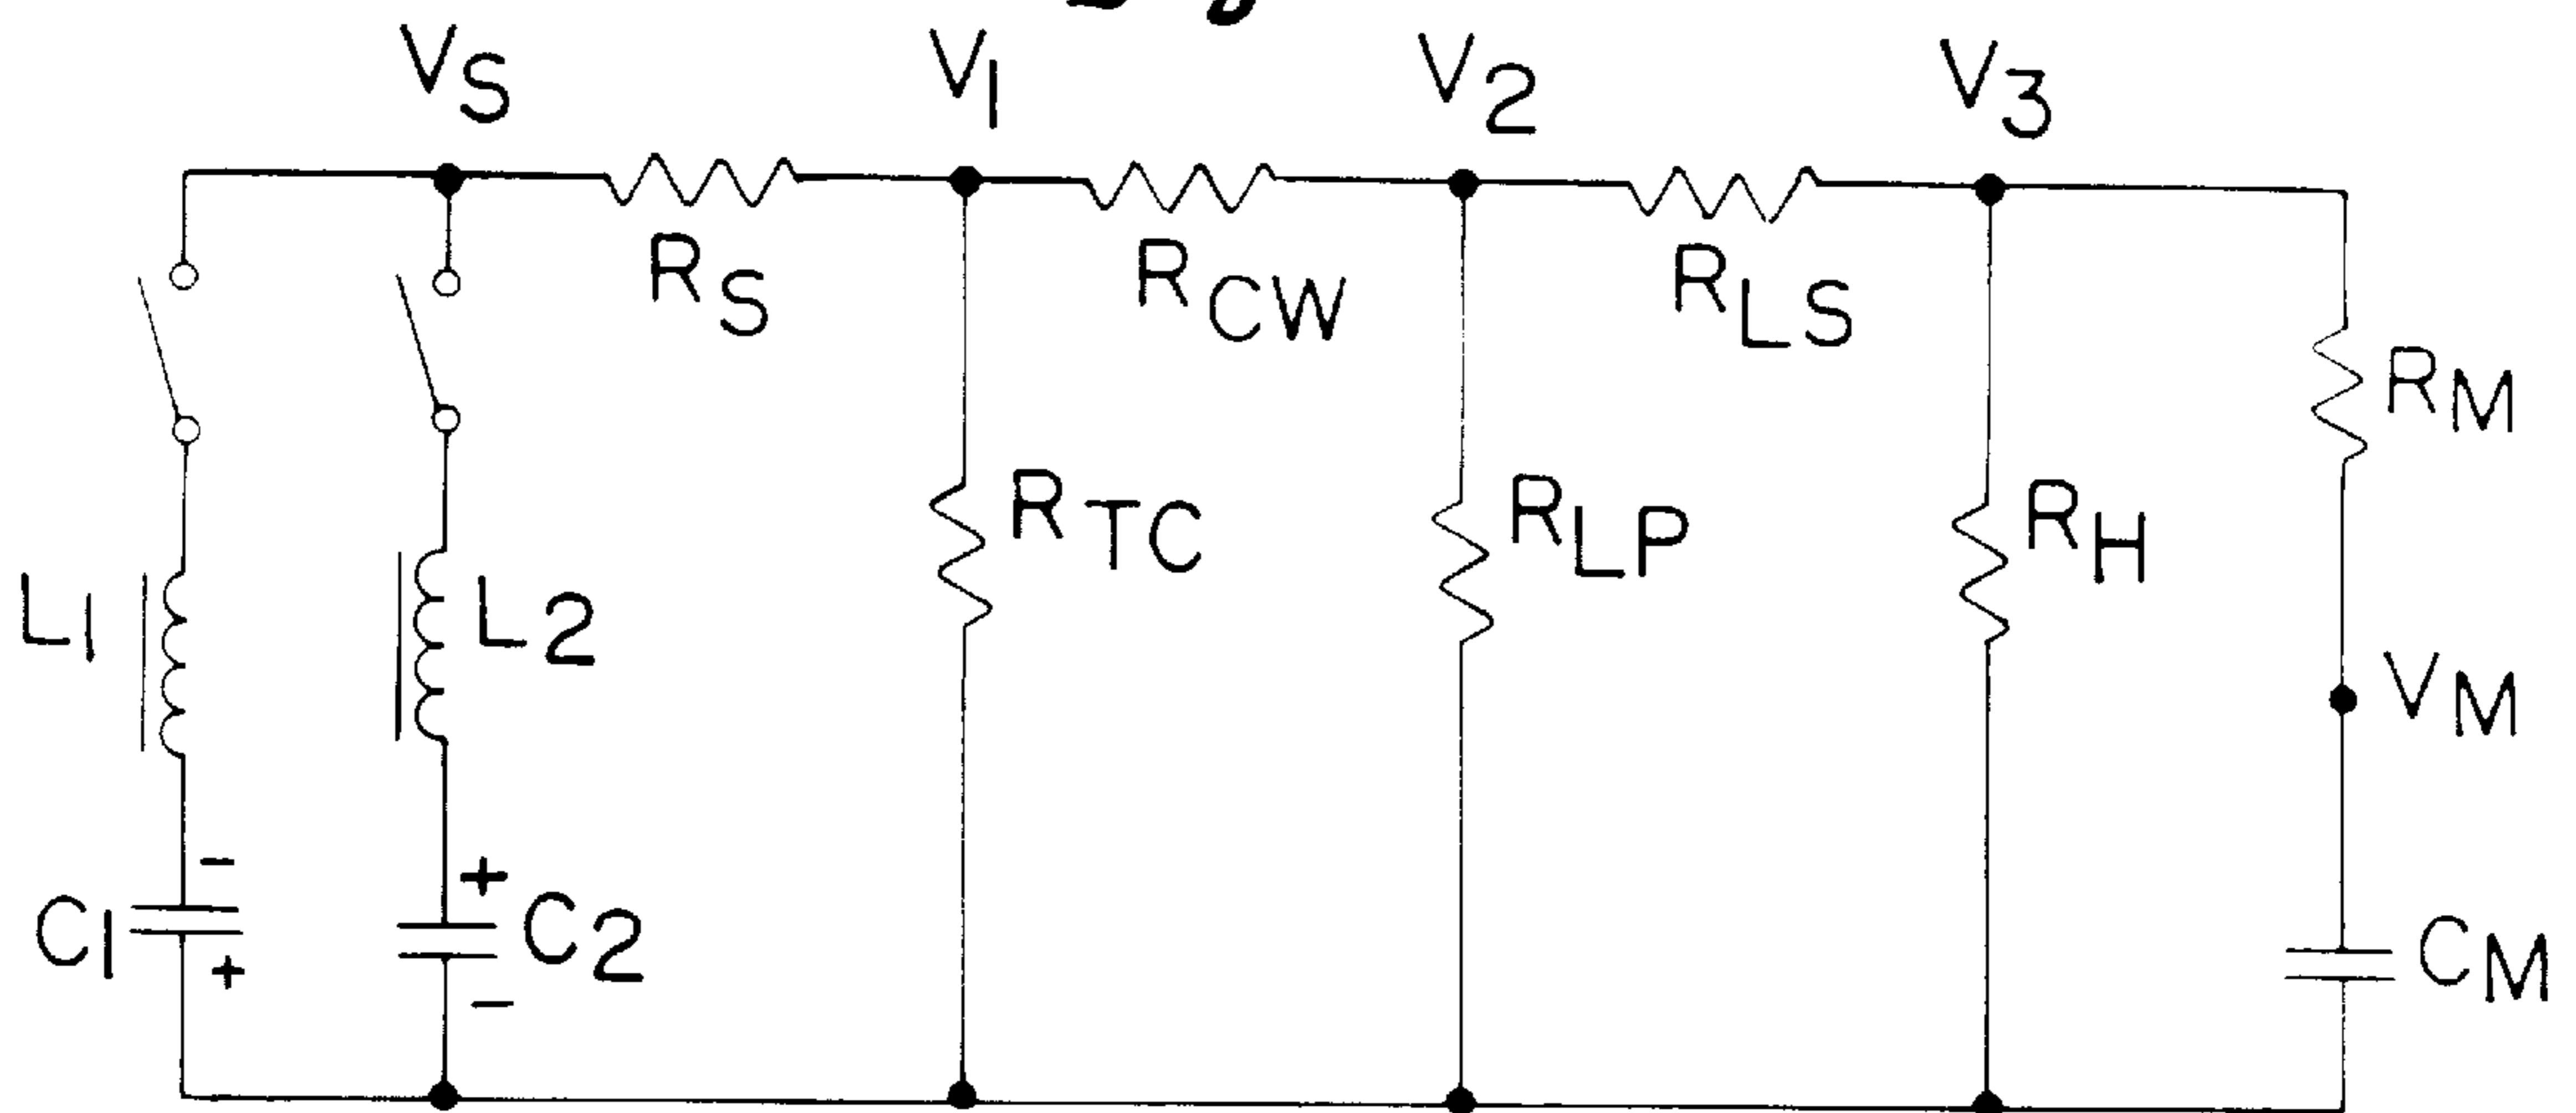 VS V1 V2 V3
RS RCW RLS
RM
RTC RLP RH
L1 L2
VM
- +
C1 C2 CM
+ -